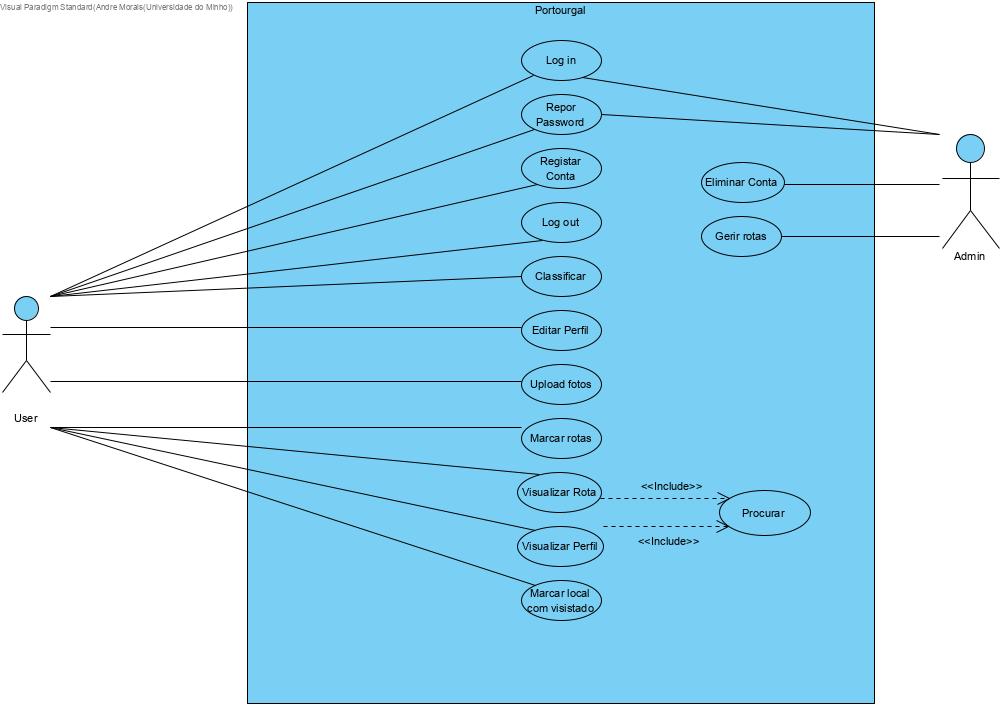 Visual Paradigm Standard(Andre Morais(Universidade do Minho))
Portourgal
Log in
Repor
Password
Registar
Conta
Eliminar Conta
Log out
Gerir rotas
Admin
Classificar
Editar Perfil
Upload fotos
User
Marcar rotas
<<Include>>
Visualizar Rota
Procurar
<<Include>>
Visualizar Perfil
Marcar local
com visistado